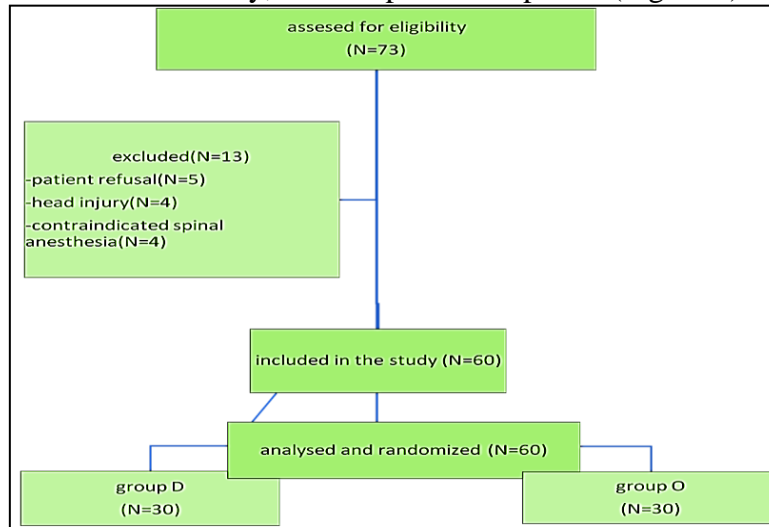 assesed for eligibility
(N=73)
excluded(N=13)
-patient refusal(N=5)
-head injury(N=4)
-contraindicated spinal
anesthesia(N=4)
included in the study (N=60)
analysed and randomized (N=60)
group D
(N=30)
group O
(N=30)